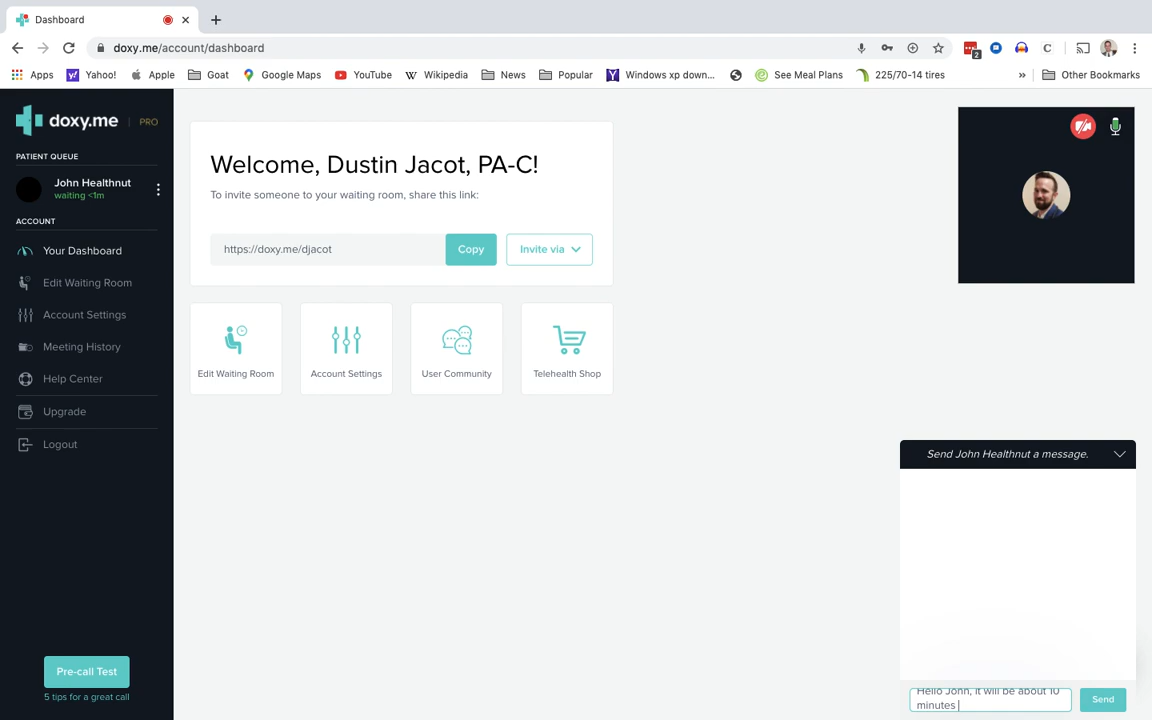 Dashboard
doxy.me/account/dashboard
2
C
Apps
Yahoo!
Apple
Goat
Google Maps
YouTube
W Wikipedia
News
Popular
Windows xp down...
See Meal Plans
225/70-14 tires
»
Other Bookmarks
doxy.me | PRO
PATIENT QUEUE
John Healthnut
waiting <1m
ACCOUNT
Your Dashboard
Edit Waiting Room
Account Settings
Meeting History
Help Center
Upgrade
Logout
Pre-call Test
5 tips for a great call
Welcome, Dustin Jacot, PA-C!
To invite someone to your waiting room, share this link:
https://doxy.me/djacot
Copy
Invite via
Edit Waiting Room
Account Settings
User Community
Telehealth Shop
Send John Healthnut a message.
Hello John, it will be about 10
minutes
Send